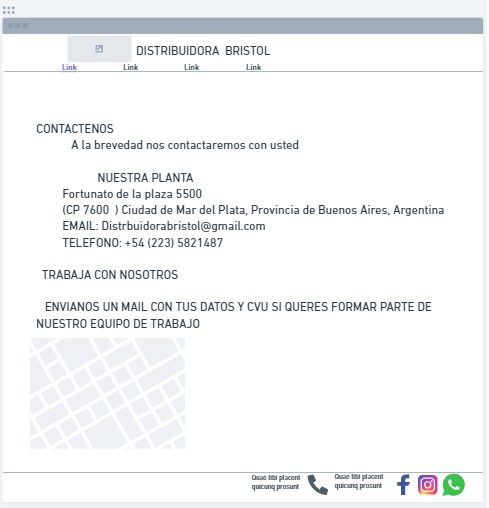 DISTRIBUIDORA BRISTOL
Link Link Link Link
CONTACTENOS
A la brevedad nos contactaremos con usted
NUESTRA PLANTA
Fortunato de la plaza 5500
(CP 7600 ) Ciudad de Mar del Plata, Provincia de Buenos Aires, Argentina
EMAIL: Distrbuidorabristol@gmail.com
TELEFONO: +54 (223) 5821487
TRABAJA CON NOSOTROS
ENVIANOS UN MAIL CON TUS DATOS Y CVU SI QUERES FORMAR PARTE DE
NUESTRO EQUIPO DE TRABAJO
Quae tibi placent
quicunq prosunt
Quae tibi placent
quicunq prosunt